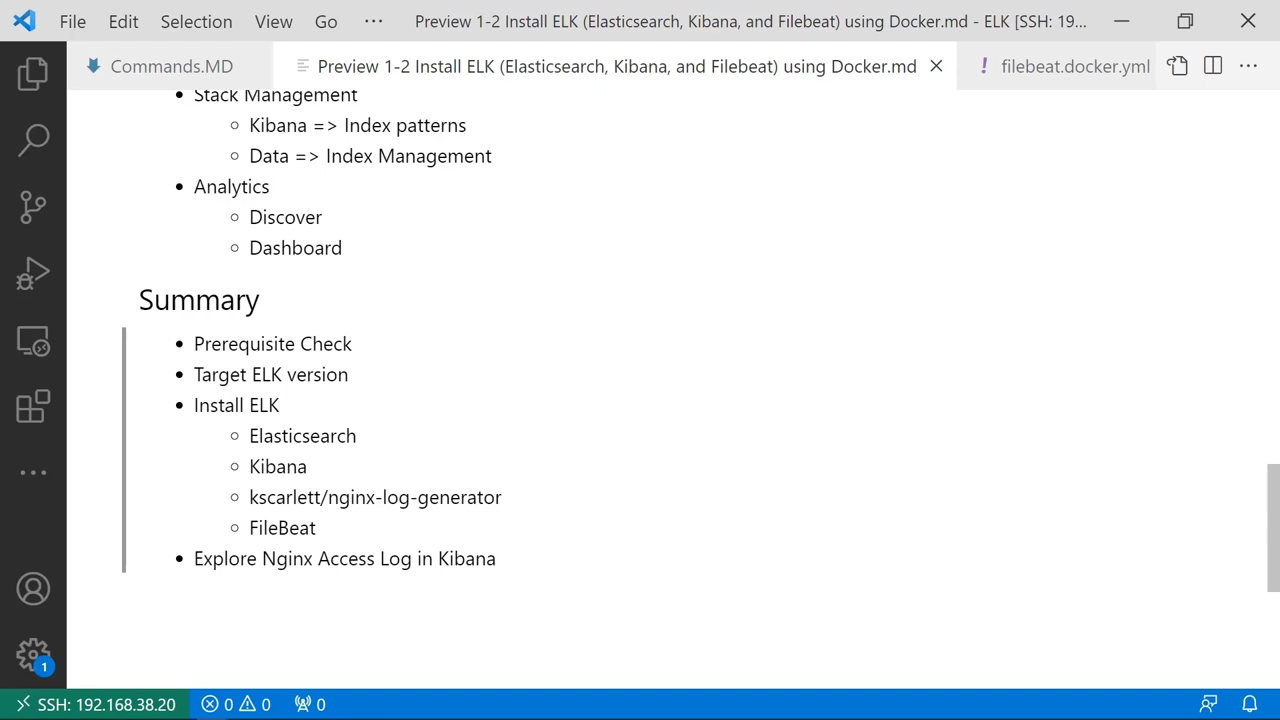 File Edit Selection View Go ··· Preview 1-2 Install ELK (Elasticsearch, Kibana, and Filebeat) using Docker.md - ELK [SSH: 19...
Commands.MD Preview 1-2 Install ELK (Elasticsearch, Kibana, and Filebeat) using Docker.md ! filebeat.docker.yml ···
• Stack Management
◦ Kibana => Index patterns
◦ Data => Index Management
• Analytics
◦ Discover
◦ Dashboard
Summary
• Prerequisite Check
• Target ELK version
• Install ELK
◦ Elasticsearch
◦ Kibana
◦ kscarlett/nginx-log-generator
◦ FileBeat
• Explore Nginx Access Log in Kibana
1
SSH: 192.168.38.20 0 0 0